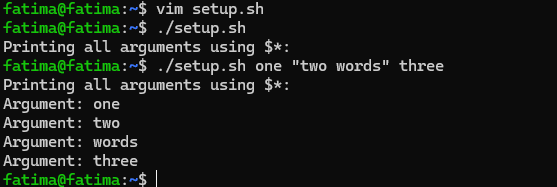 fatima@fatima:~$ vim setup.sh
fatima@fatima:~$ ./setup.sh
Printing all arguments using $*:
fatima@fatima:~$ ./setup.sh one "two words" three
Printing all arguments using $*:
Argument: one
Argument: two
Argument: words
Argument: three
fatima@fatima:~$